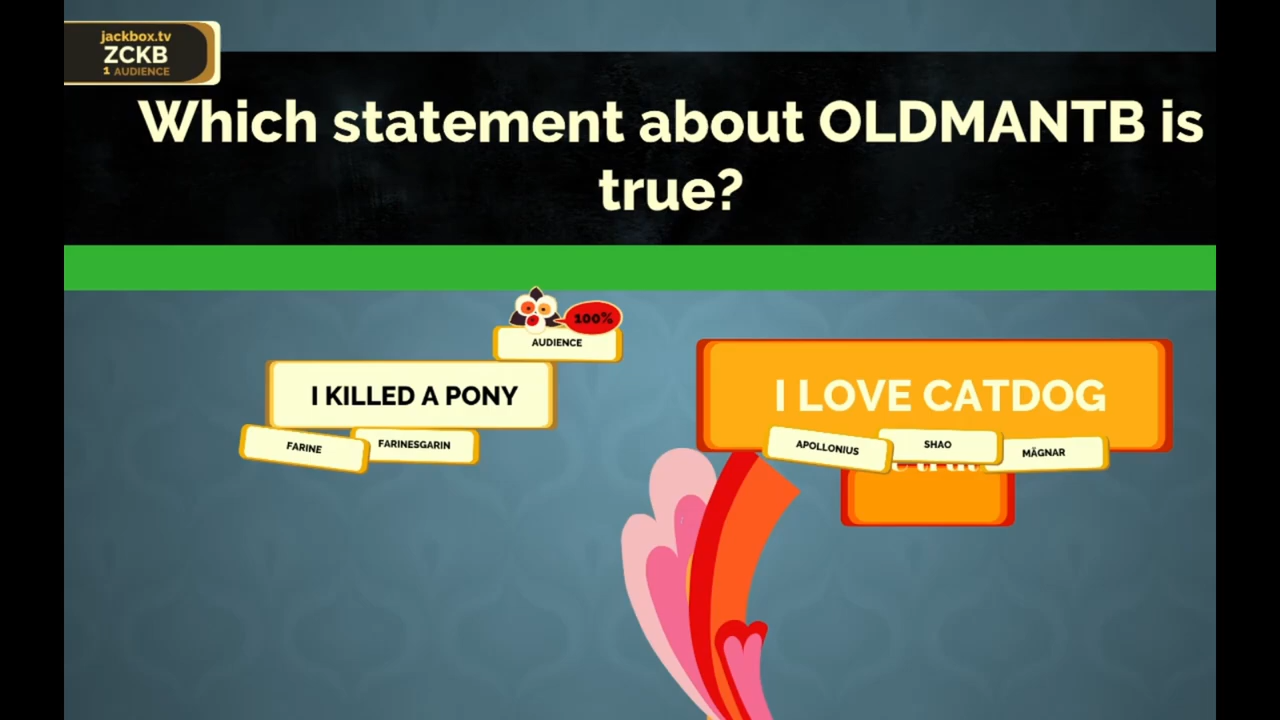 jackbox.tv
ZCKB
1 AUDIENCE
Which statement about OLDMANTB is
true?
100%
AUDIENCE
I KILLED A PONY
FARINE
FARINESGARIN
I LOVE CATDOG
APOLLONIUS
SHAO
MÄGNAR